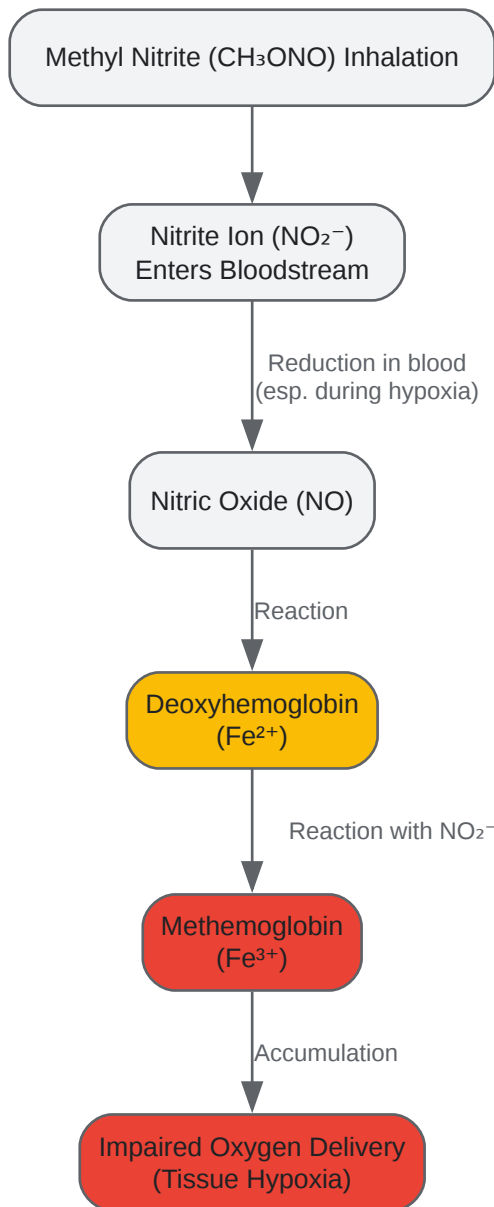 Methyl Nitrite (CH₃ONO) Inhalation
Nitrite Ion (NO₂⁻)
Enters Bloodstream
Reduction in blood
(esp. during hypoxia)
Nitric Oxide (NO)
Reaction
Deoxyhemoglobin
(Fe²⁺)
Reaction with NO₂⁻
Methemoglobin
(Fe³⁺)
Accumulation
Impaired Oxygen Delivery
(Tissue Hypoxia)